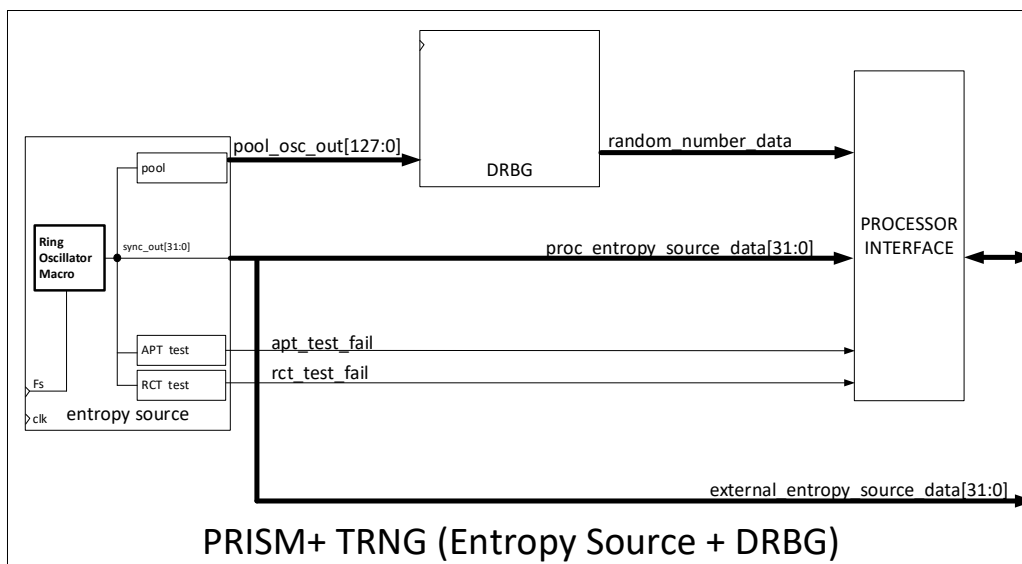 pool_osc_out[127:0]
DRBG
random_number_data
pool
Ring
Oscillator
Macro
sync_out[31:0]
proc_entropy_source_data[31:0]
PROCESSOR
INTERFACE
APT test
apt_test_fail
RCT test
rct_test_fail
Fs
clk
entropy source
external_entropy_source_data[31:0]
PRISM+ TRNG (Entropy Source + DRBG)